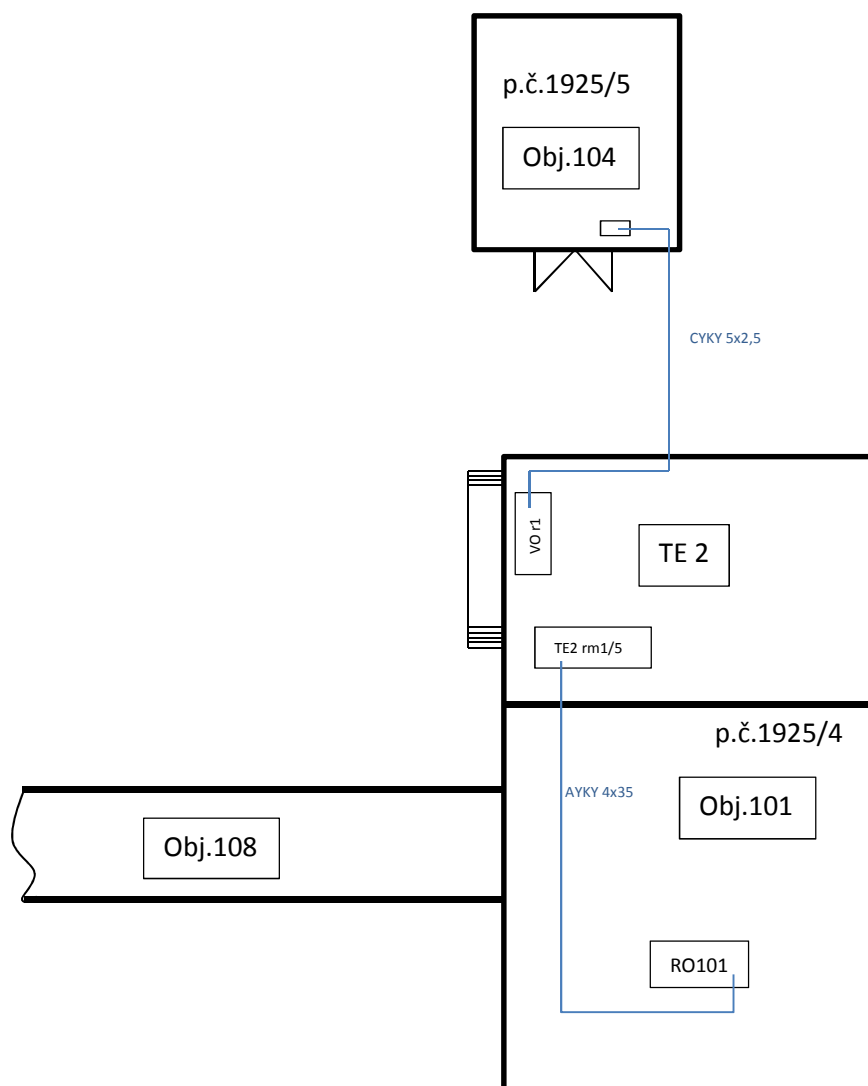 p.č.1925/5
Obj.104
CYKY 5x2,5
VO r1
TE 2
TE2 rm1/5
p.č.1925/4
AYKY 4x35
Obj.101
Obj.108
RO101